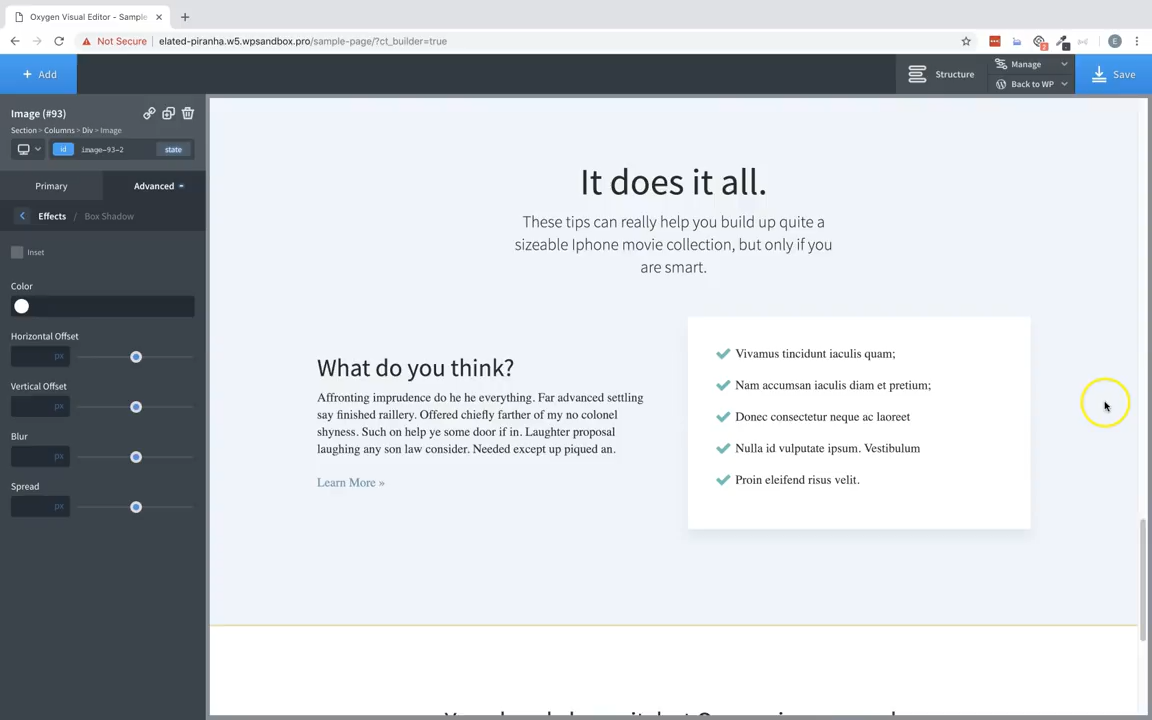 Oxygen Visual Editor - Sample
Not Secure
elated-piranha.w5.wpsandbox.pro/sample-page/?ct_builder=true
2
E
+ Add
Structure
Manage
Back to WP
Save
Image (#93)
Section > Columns > Div > Image
id
image-93-2
state
Primary
Advanced
Effects / Box Shadow
Inset
Color
Horizontal Offset
px
Vertical Offset
px
Blur
px
Spread
px
It does it all.
These tips can really help you build up quite a
sizeable Iphone movie collection, but only if you
are smart.
What do you think?
Affronting imprudence do he he everything. Far advanced settling
say finished raillery. Offered chiefly farther of my no colonel
shyness. Such on help ye some door if in. Laughter proposal
laughing any son law consider. Needed except up piqued an.
Learn More »
Vivamus tincidunt iaculis quam;
Nam accumsan iaculis diam et pretium;
Donec consectetur neque ac laoreet
Nulla id vulputate ipsum. Vestibulum
Proin eleifend risus velit.